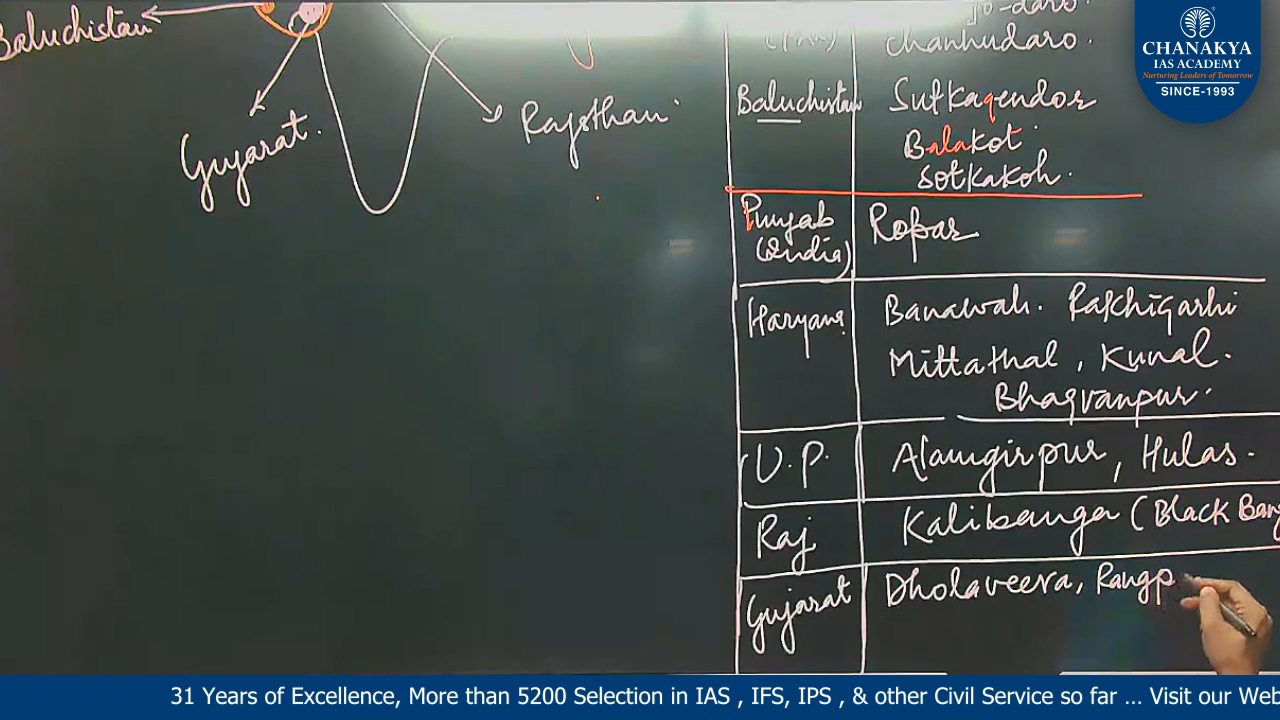 Baluchistan
Gujarat.
Rajsthan
chanhudaro.
Baluchistan
Sutkagendor
Balakot
Sotkakoh.
Punjab
(India)
Ropar
Haryana
Banawali. Rakhigarhi
Mittathal, Kunal.
Bhagvanpur.
U.P.
Alamgirpur, Hulas.
Raj
Kalibanga (Black Bang
Gujarat
Dholaveera, Rangp
CHANAKYA
IAS ACADEMY
Nurturing Leaders of Tomorrow
SINCE-1993
31 Years of Excellence, More than 5200 Selection in IAS , IFS, IPS , & other Civil Service so far ... Visit our Web